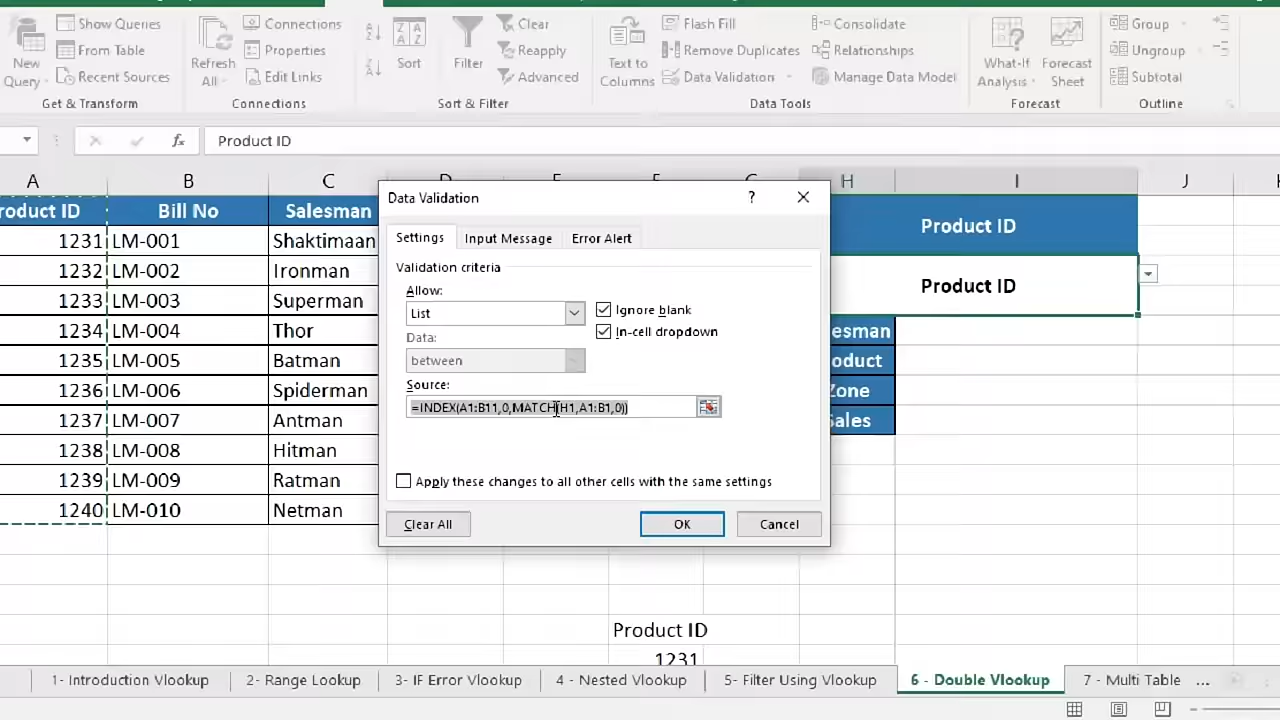 Show Queries
From Table
Recent Sources
New
Query
Get & Transform
Refresh
All
Connections
Properties
Edit Links
Connections
Sort
Filter
Clear
Reapply
Advanced
Sort & Filter
Text to
Columns
Flash Fill
Remove Duplicates
Data Validation
Consolidate
Relationships
Manage Data Model
Data Tools
What-If
Analysis
Forecast
Sheet
Forecast
Group
Ungroup
Subtotal
Outline
fx
Product ID
A B C H I J
roduct ID Bill No Salesman
1231 LM-001 Shaktimaan
1232 LM-002 Ironman
1233 LM-003 Superman
1234 LM-004 Thor
1235 LM-005 Batman
1236 LM-006 Spiderman
1237 LM-007 Antman
1238 LM-008 Hitman
1239 LM-009 Ratman
1240 LM-010 Netman
Data Validation ?
Settings Input Message Error Alert
Validation criteria
Allow:
List
Ignore blank
In-cell dropdown
Data:
between
Source:
=INDEX(A1:B11,0,MATCH(H1,A1:B1,0))
Apply these changes to all other cells with the same settings
Clear All OK Cancel
Product ID
Product ID
esman
oduct
Zone
Sales
Product ID
1231
1- Introduction Vlookup 2- Range Lookup 3- IF Error Vlookup 4 - Nested Vlookup 5- Filter Using Vlookup 6 - Double Vlookup 7 - Multi Table ...